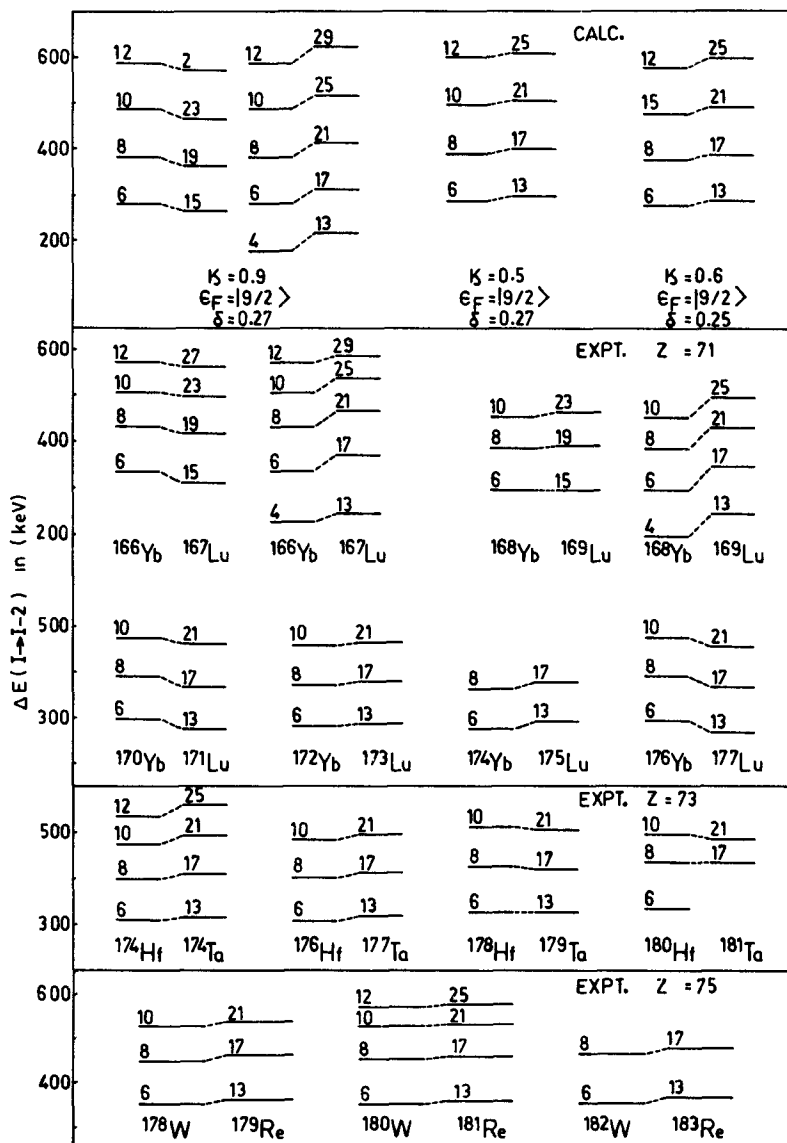 CALC.
600
400
200
12 2 12 29 12 25 12 25
10 23 10 25 10 21 15 21
8 19 8 21 8 17 8 17
6 15 6 17 6 13 6 13
4 13
K = 0.9 K = 0.5 K = 0.6
ϵF = |9/2⟩ ϵF = |9/2⟩ ϵF = |9/2⟩
δ = 0.27 δ = 0.27 δ = 0.25
ΔE (I→I-2) in (keV)
EXPT. Z = 71
600
400
200
12 27 12 29
10 23 10 25 10 23 10 25
8 19 8 21 8 19 8 21
6 15 6 17 6 15 6 17
4 13 4 13
166Yb 167Lu 166Yb 167Lu 168Yb 169Lu 168Yb 169Lu
500
300
10 21 10 21 10 21
8 17 8 17 8 17 8 17
6 13 6 13 6 13 6 13
170Yb 171Lu 172Yb 173Lu 174Yb 175Lu 176Yb 177Lu
EXPT. Z = 73
500
300
12 25
10 21 10 21 10 21 10 21
8 17 8 17 8 17 8 17
6 13 6 13 6 13 6
174Hf 174Ta 176Hf 177Ta 178Hf 179Ta 180Hf 181Ta
EXPT. Z = 75
600
400
12 25
10 21 10 21
8 17 8 17 8 17
6 13 6 13 6 13
178W 179Re 180W 181Re 182W 183Re